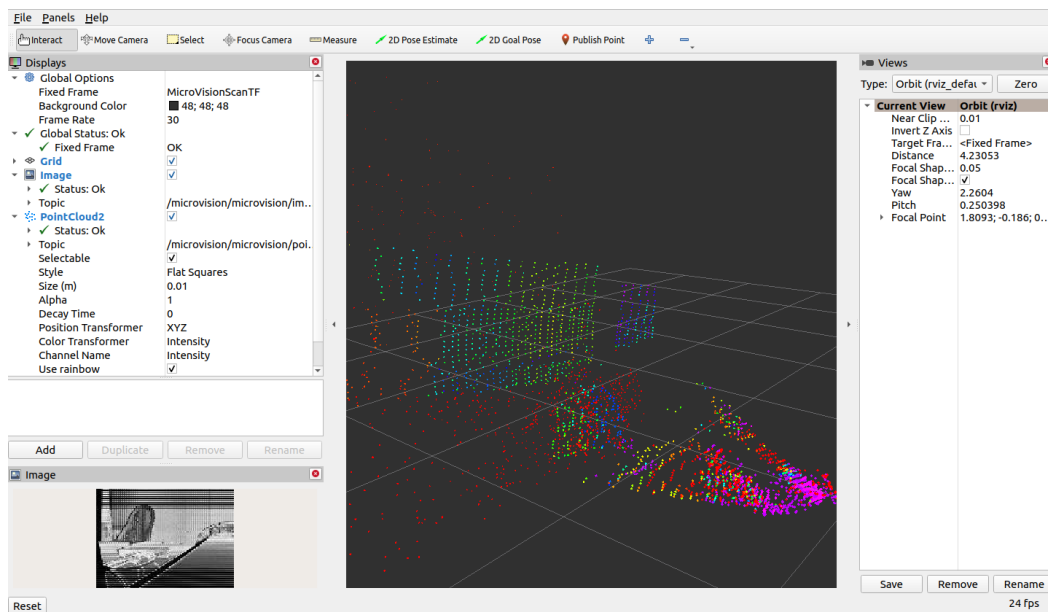 File Panels Help
Interact Move Camera Select Focus Camera Measure 2D Pose Estimate 2D Goal Pose Publish Point
Displays
Global Options
Fixed Frame MicroVisionScanTF
Background Color 48; 48; 48
Frame Rate 30
Global Status: Ok
Fixed Frame OK
Grid
Image
Status: Ok
Topic /microvision/microvision/im...
PointCloud2
Status: Ok
Topic /microvision/microvision/poi...
Selectable
Style Flat Squares
Size (m) 0.01
Alpha 1
Decay Time 0
Position Transformer XYZ
Color Transformer Intensity
Channel Name Intensity
Use rainbow
Add Duplicate Remove Rename
Image
Reset
Views
Type: Orbit (rviz_defau Zero
Current View Orbit (rviz)
Near Clip ... 0.01
Invert Z Axis
Target Fra... <Fixed Frame>
Distance 4.23053
Focal Shap... 0.05
Focal Shap...
Yaw 2.2604
Pitch 0.250398
Focal Point 1.8093; -0.186; 0...
Save Remove Rename
24 fps